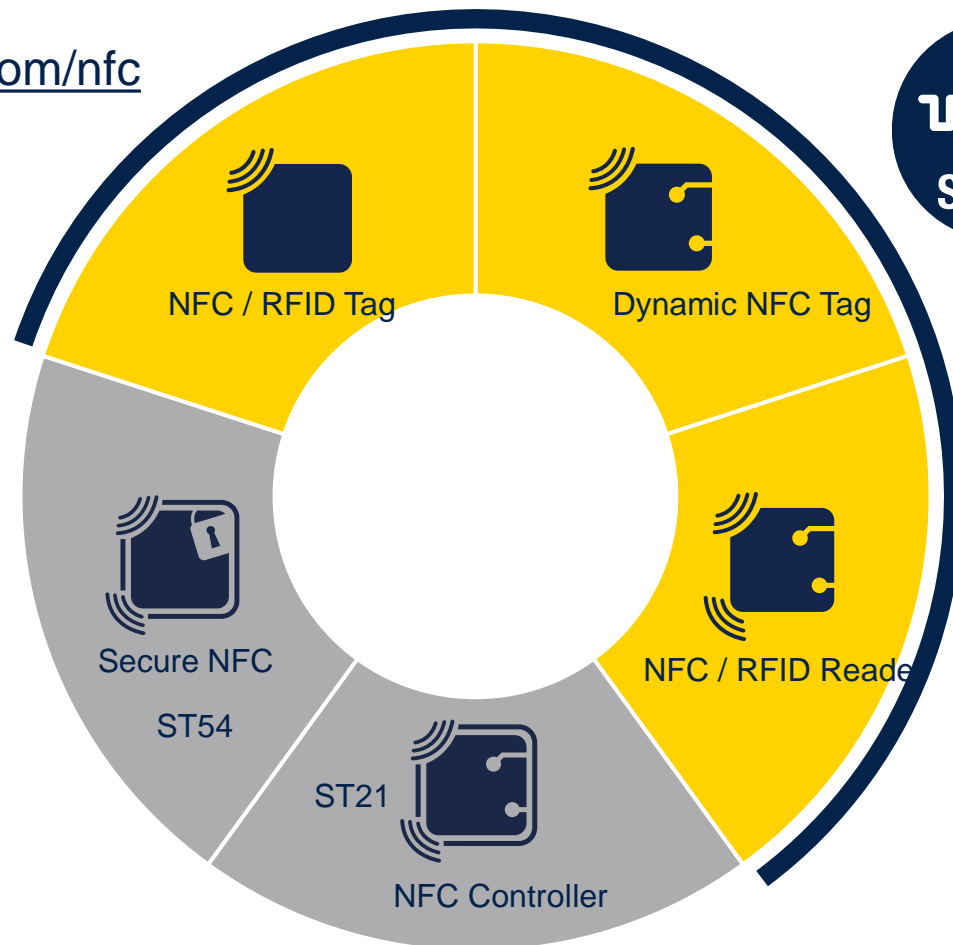 om/nfc
NFC / RFID Tag
Dynamic NFC Tag
NFC / RFID Reade
Secure NFC
ST54
ST21
NFC Controller